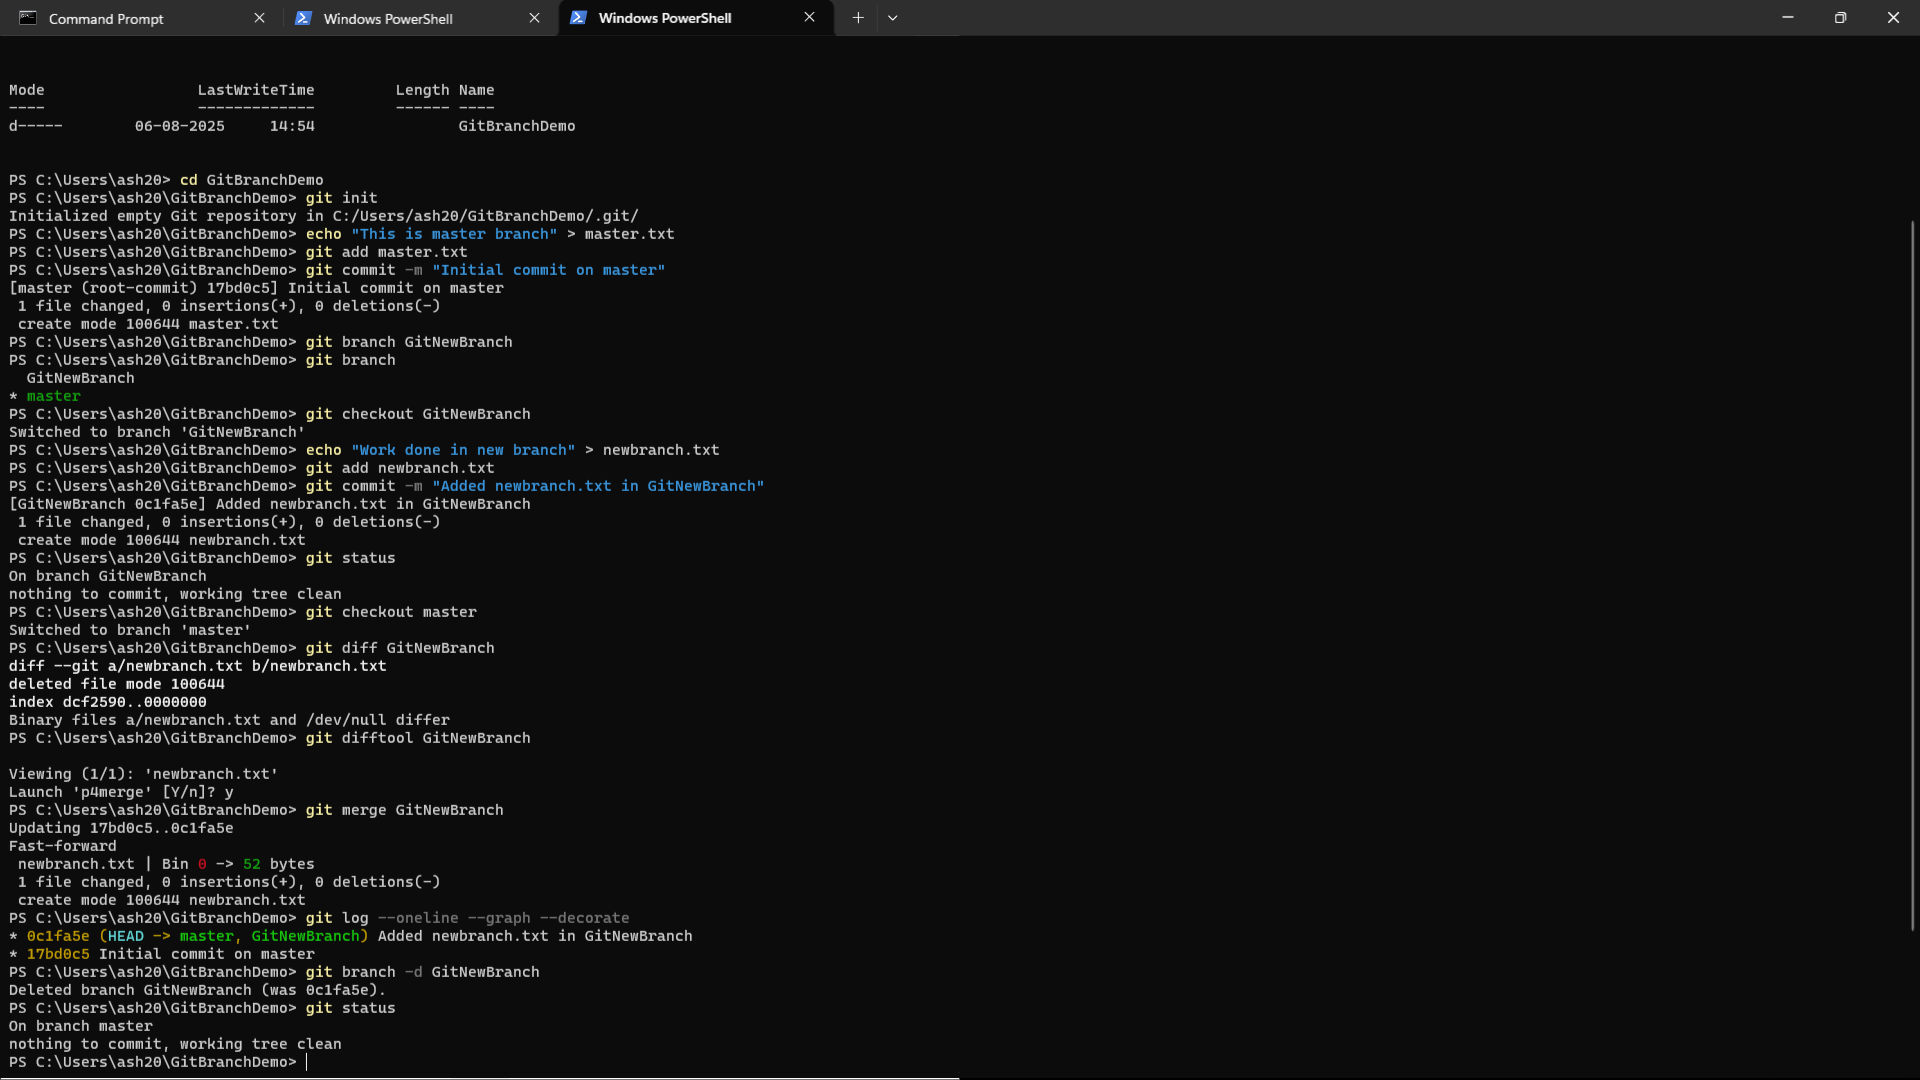 Command Prompt
Windows PowerShell
Windows PowerShell
Mode                 LastWriteTime         Length Name
----                 -------------         ------ ----
d-----        06-08-2025     14:54                GitBranchDemo
PS C:\Users\ash20> cd GitBranchDemo
PS C:\Users\ash20\GitBranchDemo> git init
Initialized empty Git repository in C:/Users/ash20/GitBranchDemo/.git/
PS C:\Users\ash20\GitBranchDemo> echo "This is master branch" > master.txt
PS C:\Users\ash20\GitBranchDemo> git add master.txt
PS C:\Users\ash20\GitBranchDemo> git commit -m "Initial commit on master"
[master (root-commit) 17bd0c5] Initial commit on master
 1 file changed, 0 insertions(+), 0 deletions(-)
 create mode 100644 master.txt
PS C:\Users\ash20\GitBranchDemo> git branch GitNewBranch
PS C:\Users\ash20\GitBranchDemo> git branch
  GitNewBranch
* master
PS C:\Users\ash20\GitBranchDemo> git checkout GitNewBranch
Switched to branch 'GitNewBranch'
PS C:\Users\ash20\GitBranchDemo> echo "Work done in new branch" > newbranch.txt
PS C:\Users\ash20\GitBranchDemo> git add newbranch.txt
PS C:\Users\ash20\GitBranchDemo> git commit -m "Added newbranch.txt in GitNewBranch"
[GitNewBranch 0c1fa5e] Added newbranch.txt in GitNewBranch
 1 file changed, 0 insertions(+), 0 deletions(-)
 create mode 100644 newbranch.txt
PS C:\Users\ash20\GitBranchDemo> git status
On branch GitNewBranch
nothing to commit, working tree clean
PS C:\Users\ash20\GitBranchDemo> git checkout master
Switched to branch 'master'
PS C:\Users\ash20\GitBranchDemo> git diff GitNewBranch
diff --git a/newbranch.txt b/newbranch.txt
deleted file mode 100644
index dcf2590..0000000
Binary files a/newbranch.txt and /dev/null differ
PS C:\Users\ash20\GitBranchDemo> git difftool GitNewBranch
Viewing (1/1): 'newbranch.txt'
Launch 'p4merge' [Y/n]? y
PS C:\Users\ash20\GitBranchDemo> git merge GitNewBranch
Updating 17bd0c5..0c1fa5e
Fast-forward
 newbranch.txt | Bin 0 -> 52 bytes
 1 file changed, 0 insertions(+), 0 deletions(-)
 create mode 100644 newbranch.txt
PS C:\Users\ash20\GitBranchDemo> git log --oneline --graph --decorate
* 0c1fa5e (HEAD -> master, GitNewBranch) Added newbranch.txt in GitNewBranch
* 17bd0c5 Initial commit on master
PS C:\Users\ash20\GitBranchDemo> git branch -d GitNewBranch
Deleted branch GitNewBranch (was 0c1fa5e).
PS C:\Users\ash20\GitBranchDemo> git status
On branch master
nothing to commit, working tree clean
PS C:\Users\ash20\GitBranchDemo>